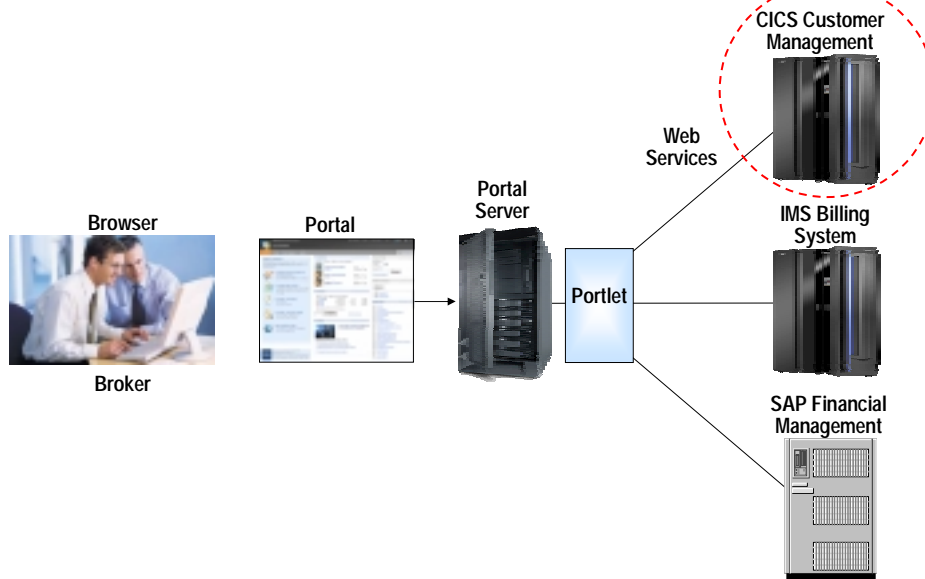 CICS Customer
Management
Web
Services
Portal
Server
Browser
Portal
IMS Billing
System
Portlet
Broker
SAP Financial
Management